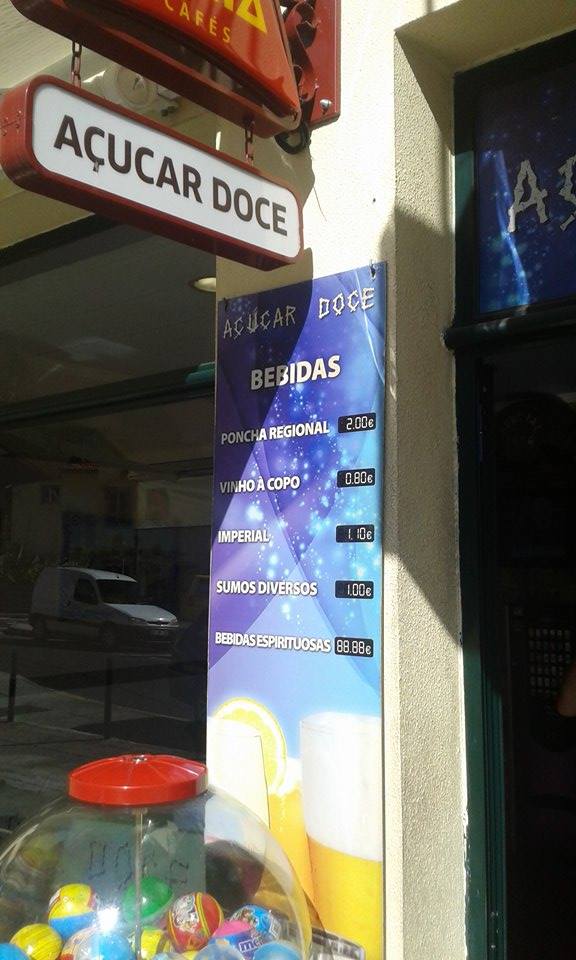 CAFÉS
AÇUCAR DOCE
AÇUCAR DOCE
BEBIDAS
PONCHA REGIONAL 2.00€
VINHO À COPO 0.80€
IMPERIAL 1.10€
SUMOS DIVERSOS 1.00€
BEBIDAS ESPIRITUOSAS 88.88€
DOCE